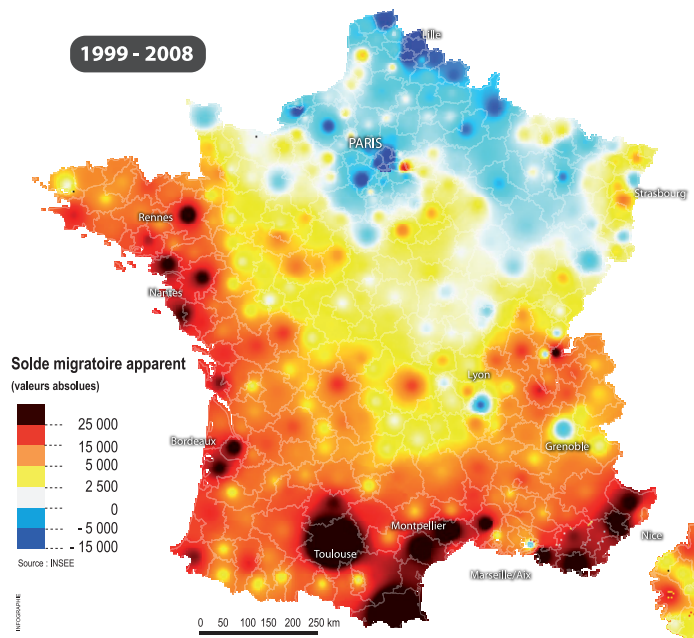 1999 - 2008
Lille
PARIS
Strasbourg
Rennes
Nantes
Solde migratoire apparent
(valeurs absolues)
25 000
15 000
5 000
2 500
0
- 5 000
- 15 000
Source : INSEE
Lyon
Bordeaux
Grenoble
Montpellier
Toulouse
Nice
Marseille/Aix
INFOGRAPHIE
0 50 100 150 200 250 km